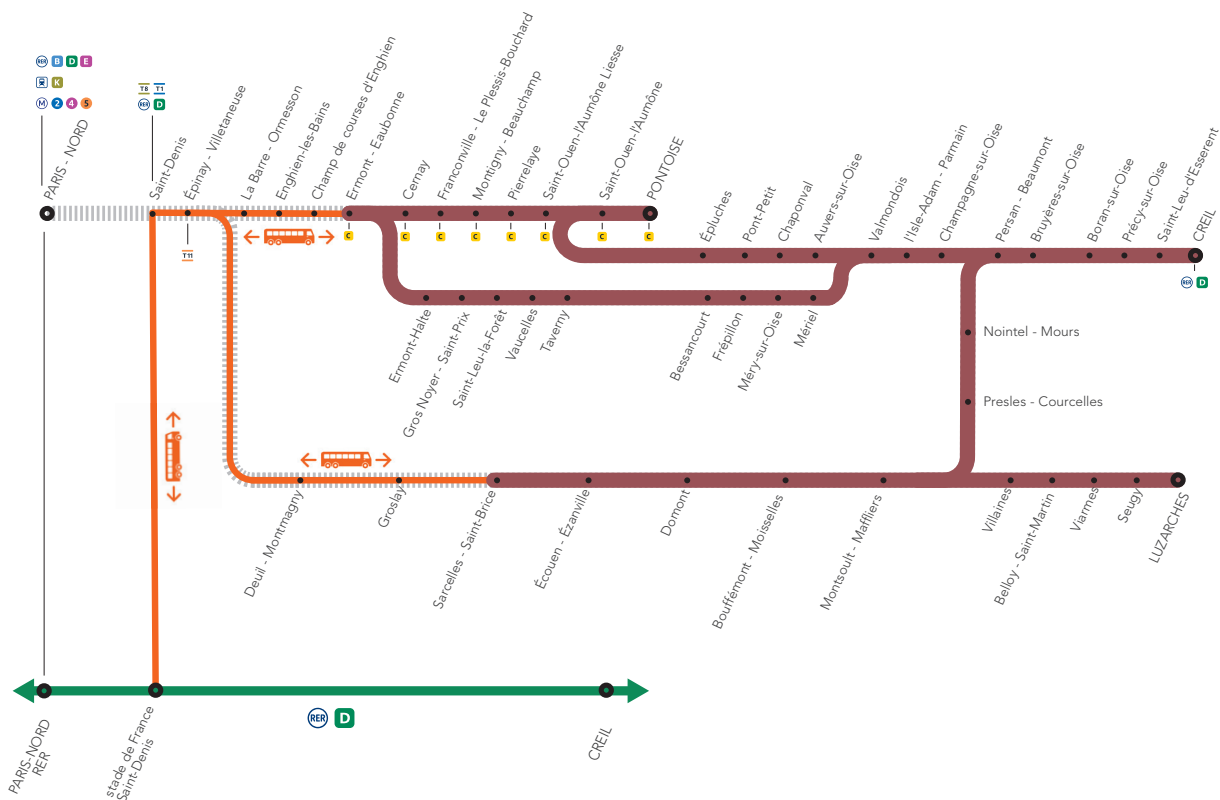 RER B D E
K
M 2 4 5
T8 T1
RER D
PARIS - NORD
Saint-Denis
Épinay - Villetaneuse
La Barre - Ormesson
Enghien-les-Bains
Champ de courses d'Enghien
Ermont - Eaubonne
Cernay
Franconville - Le Plessis-Bouchard
Montigny - Beauchamp
Pierrelaye
Saint-Ouen-l'Aumône Liesse
Saint-Ouen-l'Aumône
PONTOISE
C
C
C
C
C
C
C
C
T11
Épluches
Pont-Petit
Chaponval
Auvers-sur-Oise
Valmondois
l'Isle-Adam - Parmain
Champagne-sur-Oise
Persan - Beaumont
Bruyères-sur-Oise
Boran-sur-Oise
Précy-sur-Oise
Saint-Leu-d'Esserent
CREIL
RER D
Ermont-Halte
Gros Noyer - Saint-Prix
Saint-Leu-la-Forêt
Vaucelles
Taverny
Bessancourt
Frépillon
Méry-sur-Oise
Mériel
Nointel - Mours
Presles - Courcelles
Deuil - Montmagny
Groslay
Sarcelles - Saint-Brice
Écouen - Ézanville
Domont
Bouffémont - Moisselles
Montsoult - Maffliers
Villaines
Belloy - Saint-Martin
Viarmes
Seugy
LUZARCHES
PARIS-NORD
RER
stade de France
Saint-Denis
RER D
CREIL